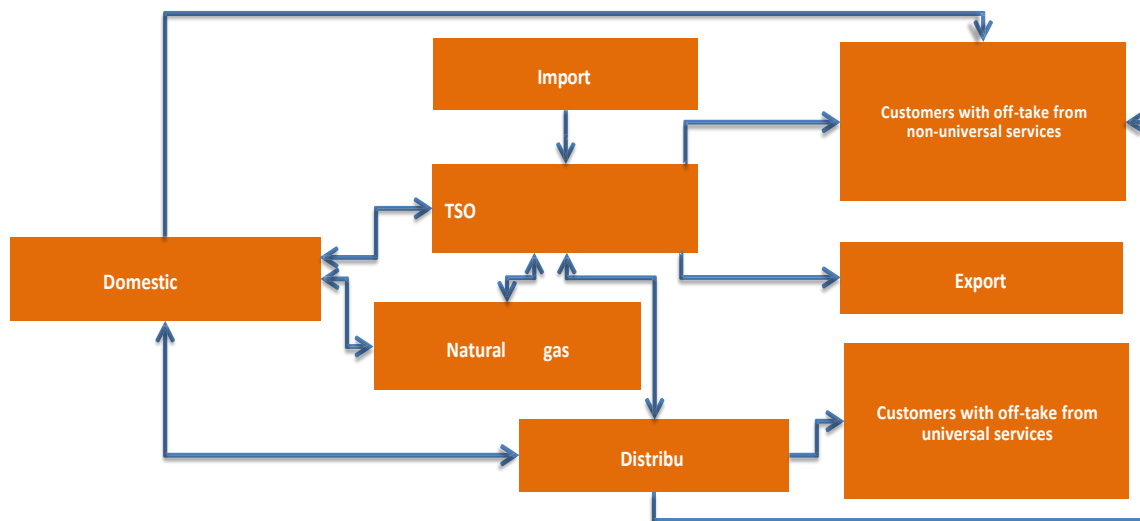 Import
Customers with off-take from
non-universal services
TSO
Domestic
Export
Natural gas
Customers with off-take from
universal services
Distribu